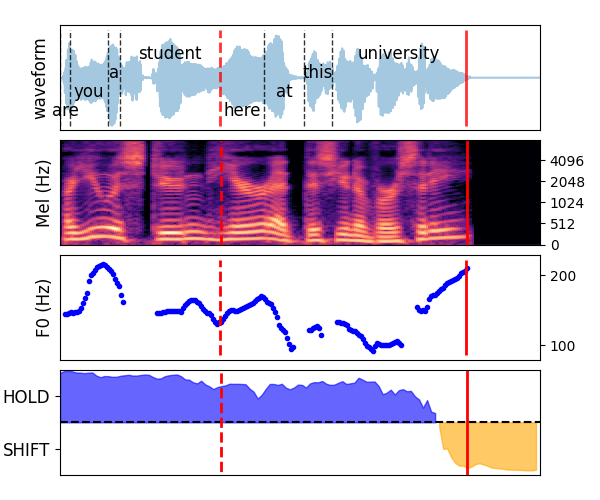 waveform
student
university
a
this
you
at
are
here
Mel (Hz)
4096
2048
1024
512
0
F0 (Hz)
200
100
HOLD
SHIFT